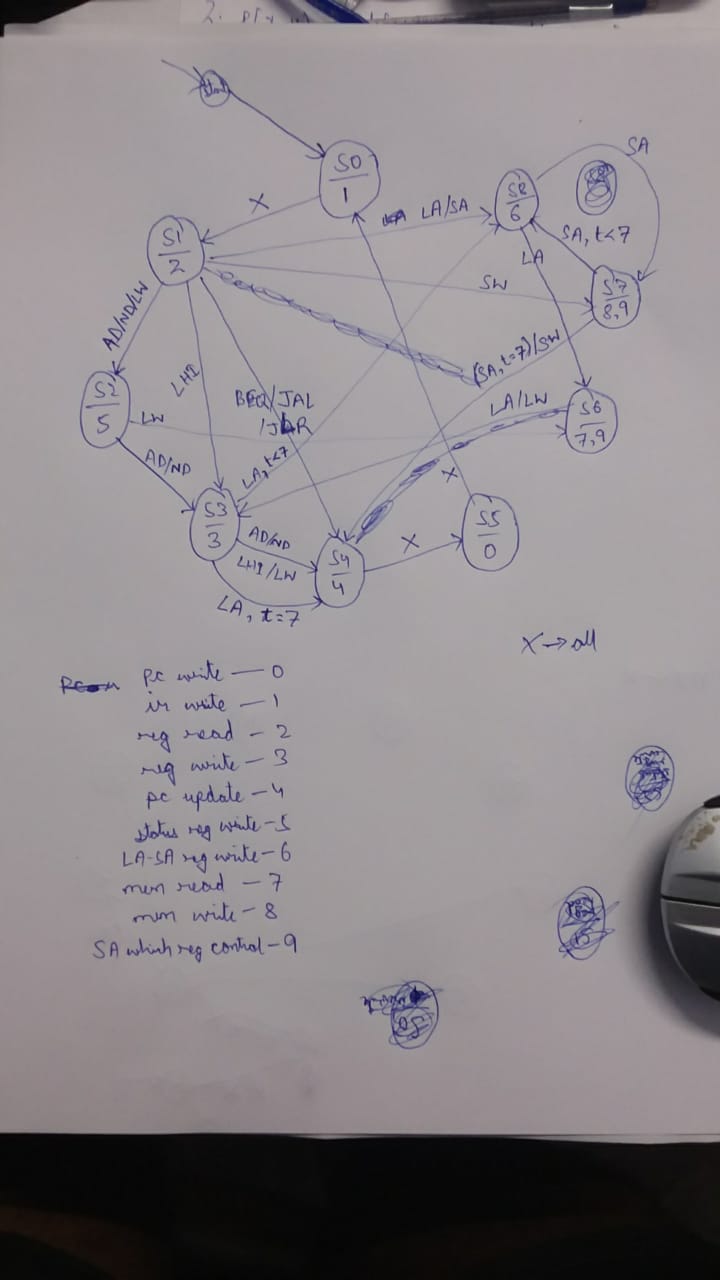 2.
Start
S0
1
X
S1
2
LA/SA
S8
6
SA
SA, t<7
LA
SW
S7
8,9
AD/ND/LW
LHI
BEQ/JAL
/JLR
(SA, t=7)/SW
LA/LW
S6
7,9
S2
5
LW
AD/ND
LA, t<7
X
S3
3
AD/ND
LHI/LW
S4
4
X
S5
0
LA, t=7
X → all
pc write — 0
ir write — 1
reg read — 2
reg write — 3
pc update — 4
status reg write — 5
LA-SA reg write — 6
mem read — 7
mem write — 8
SA which reg control — 9